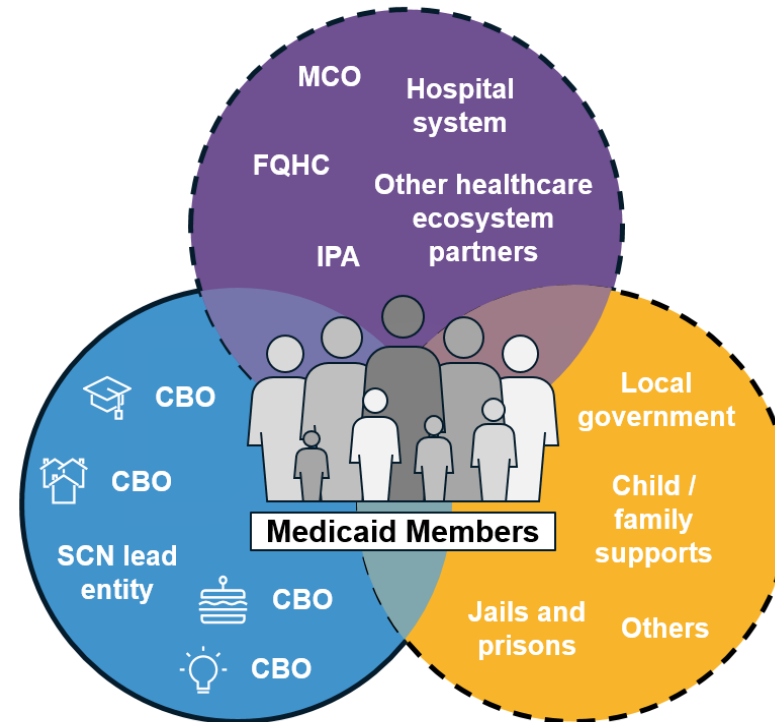 MCO
Hospital
system
FQHC
Other healthcare
ecosystem
partners
IPA
CBO
CBO
SCN lead
entity
CBO
CBO
Medicaid Members
Local
government
Child /
family
supports
Jails and
prisons
Others